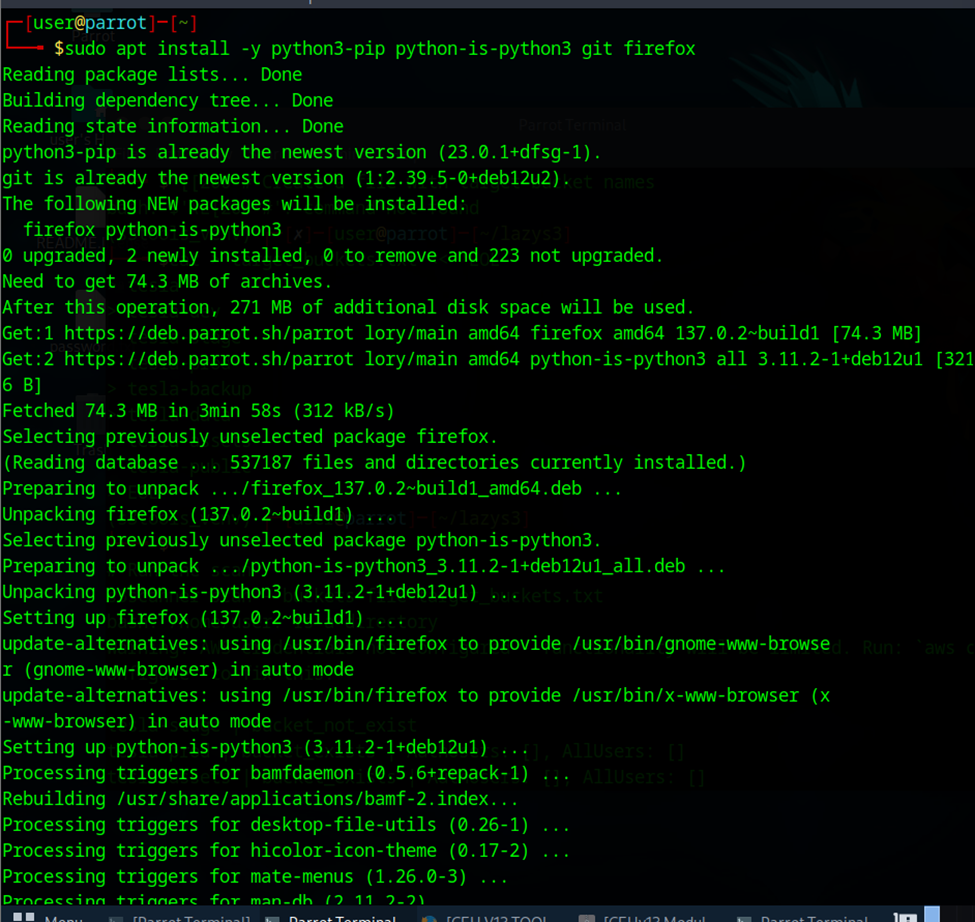 [user@parrot]-[~]
$sudo apt install -y python3-pip python-is-python3 git firefox
Reading package lists... Done
Building dependency tree... Done
Reading state information... Done
python3-pip is already the newest version (23.0.1+dfsg-1).
git is already the newest version (1:2.39.5-0+deb12u2).
The following NEW packages will be installed:
  firefox python-is-python3
0 upgraded, 2 newly installed, 0 to remove and 223 not upgraded.
Need to get 74.3 MB of archives.
After this operation, 271 MB of additional disk space will be used.
Get:1 https://deb.parrot.sh/parrot lory/main amd64 firefox amd64 137.0.2~build1 [74.3 MB]
Get:2 https://deb.parrot.sh/parrot lory/main amd64 python-is-python3 all 3.11.2-1+deb12u1 [321
6 B]
Fetched 74.3 MB in 3min 58s (312 kB/s)
Selecting previously unselected package firefox.
(Reading database ... 537187 files and directories currently installed.)
Preparing to unpack .../firefox_137.0.2~build1_amd64.deb ...
Unpacking firefox (137.0.2~build1) ...
Selecting previously unselected package python-is-python3.
Preparing to unpack .../python-is-python3_3.11.2-1+deb12u1_all.deb ...
Unpacking python-is-python3 (3.11.2-1+deb12u1) ...
Setting up firefox (137.0.2~build1) ...
update-alternatives: using /usr/bin/firefox to provide /usr/bin/gnome-www-browse
r (gnome-www-browser) in auto mode
update-alternatives: using /usr/bin/firefox to provide /usr/bin/x-www-browser (x
-www-browser) in auto mode
Setting up python-is-python3 (3.11.2-1+deb12u1) ...
Processing triggers for bamfdaemon (0.5.6+repack-1) ...
Rebuilding /usr/share/applications/bamf-2.index...
Processing triggers for desktop-file-utils (0.26-1) ...
Processing triggers for hicolor-icon-theme (0.17-2) ...
Processing triggers for mate-menus (1.26.0-3) ...
Processing triggers for man-db (2.11.2-2) ...
Menu [Parrot Terminal] Parrot Terminal Parrot Terminal